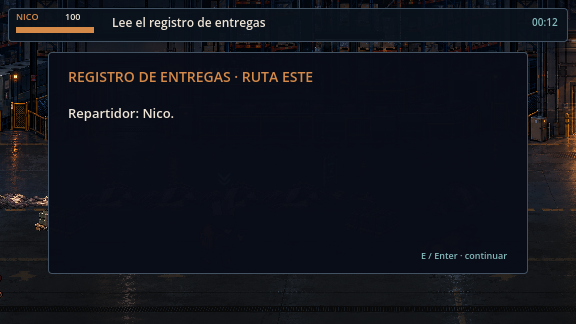 NICO 100
Lee el registro de entregas
00:12
REGISTRO DE ENTREGAS · RUTA ESTE
Repartidor: Nico.
E / Enter · continuar